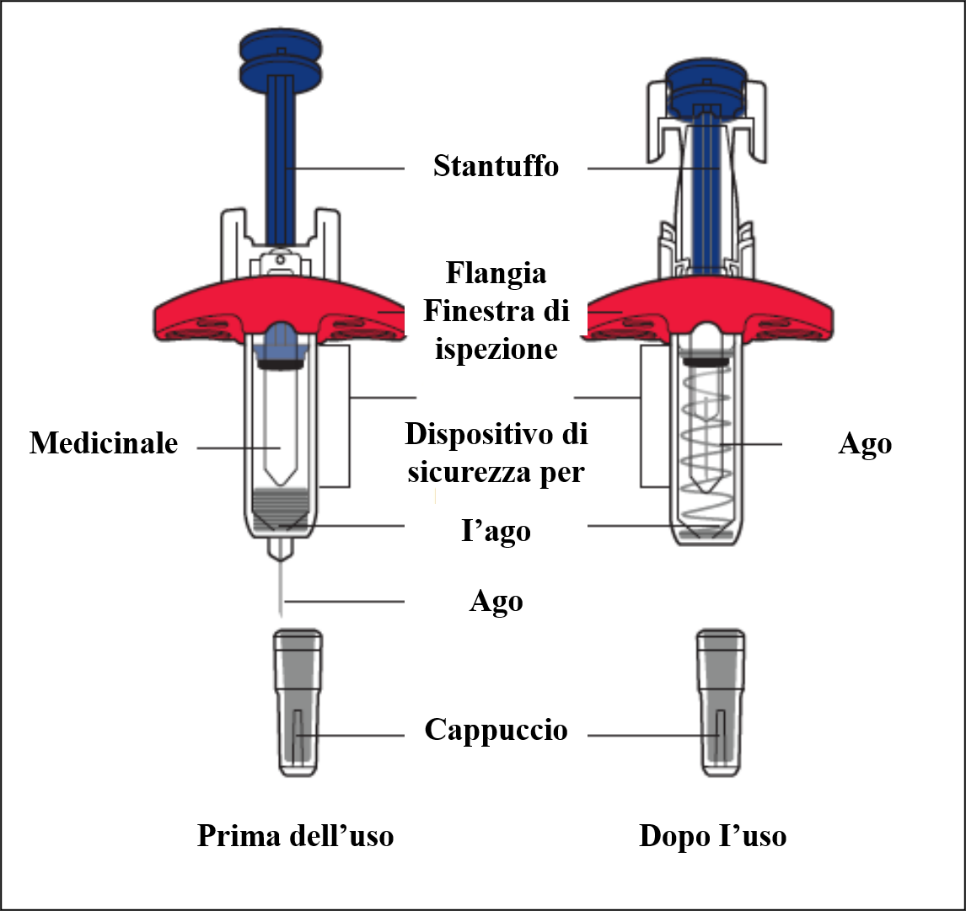 Stantuffo
Flangia
Finestra di
ispezione
Medicinale
Dispositivo di
sicurezza per
Ago
I’ago
Ago
Cappuccio
Prima dell’uso
Dopo I’uso